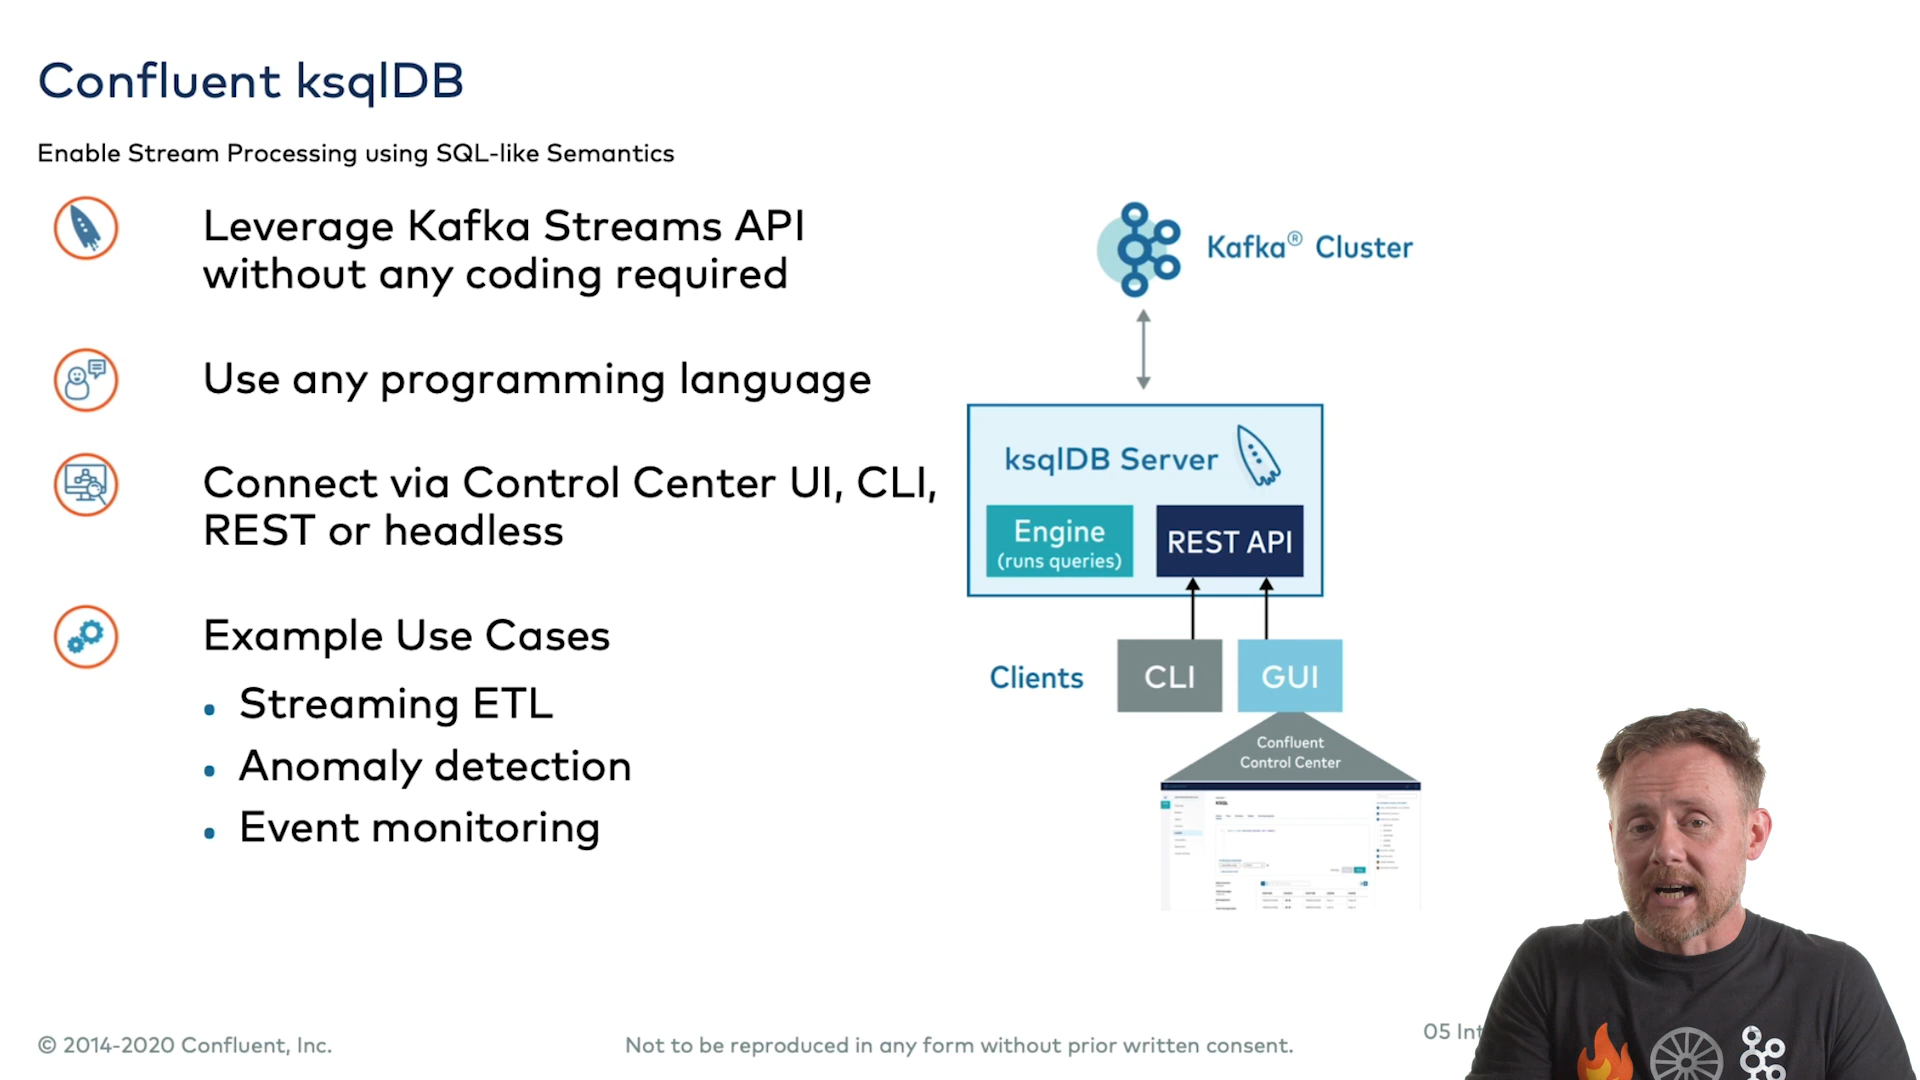 Confluent ksqlDB
Enable Stream Processing using SQL-like Semantics
Leverage Kafka Streams API
without any coding required
Use any programming language
Connect via Control Center UI, CLI,
REST or headless
Example Use Cases
• Streaming ETL
• Anomaly detection
• Event monitoring
Kafka® Cluster
ksqlDB Server
Engine
(runs queries)
REST API
Clients
CLI
GUI
Confluent
Control Center
KSQL
© 2014-2020 Confluent, Inc.
Not to be reproduced in any form without prior written consent.
05 Int